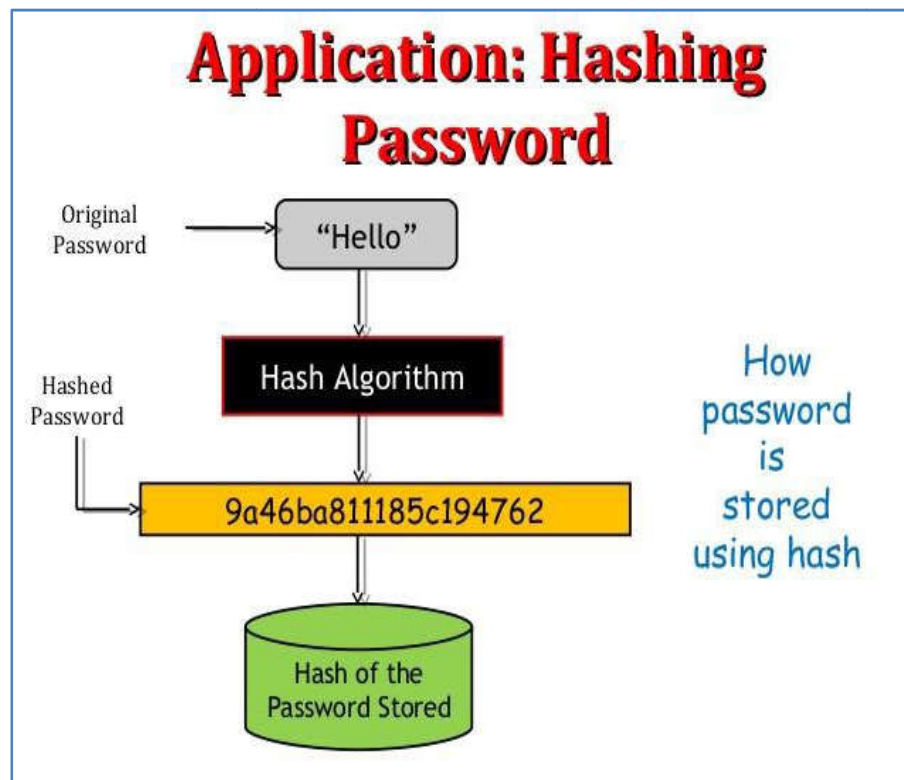 Application: Hashing
Password
Original
Password
“Hello”
Hash Algorithm
Hashed
Password
9a46ba811185c194762
Hash of the
Password Stored
How
password
is
stored
using hash